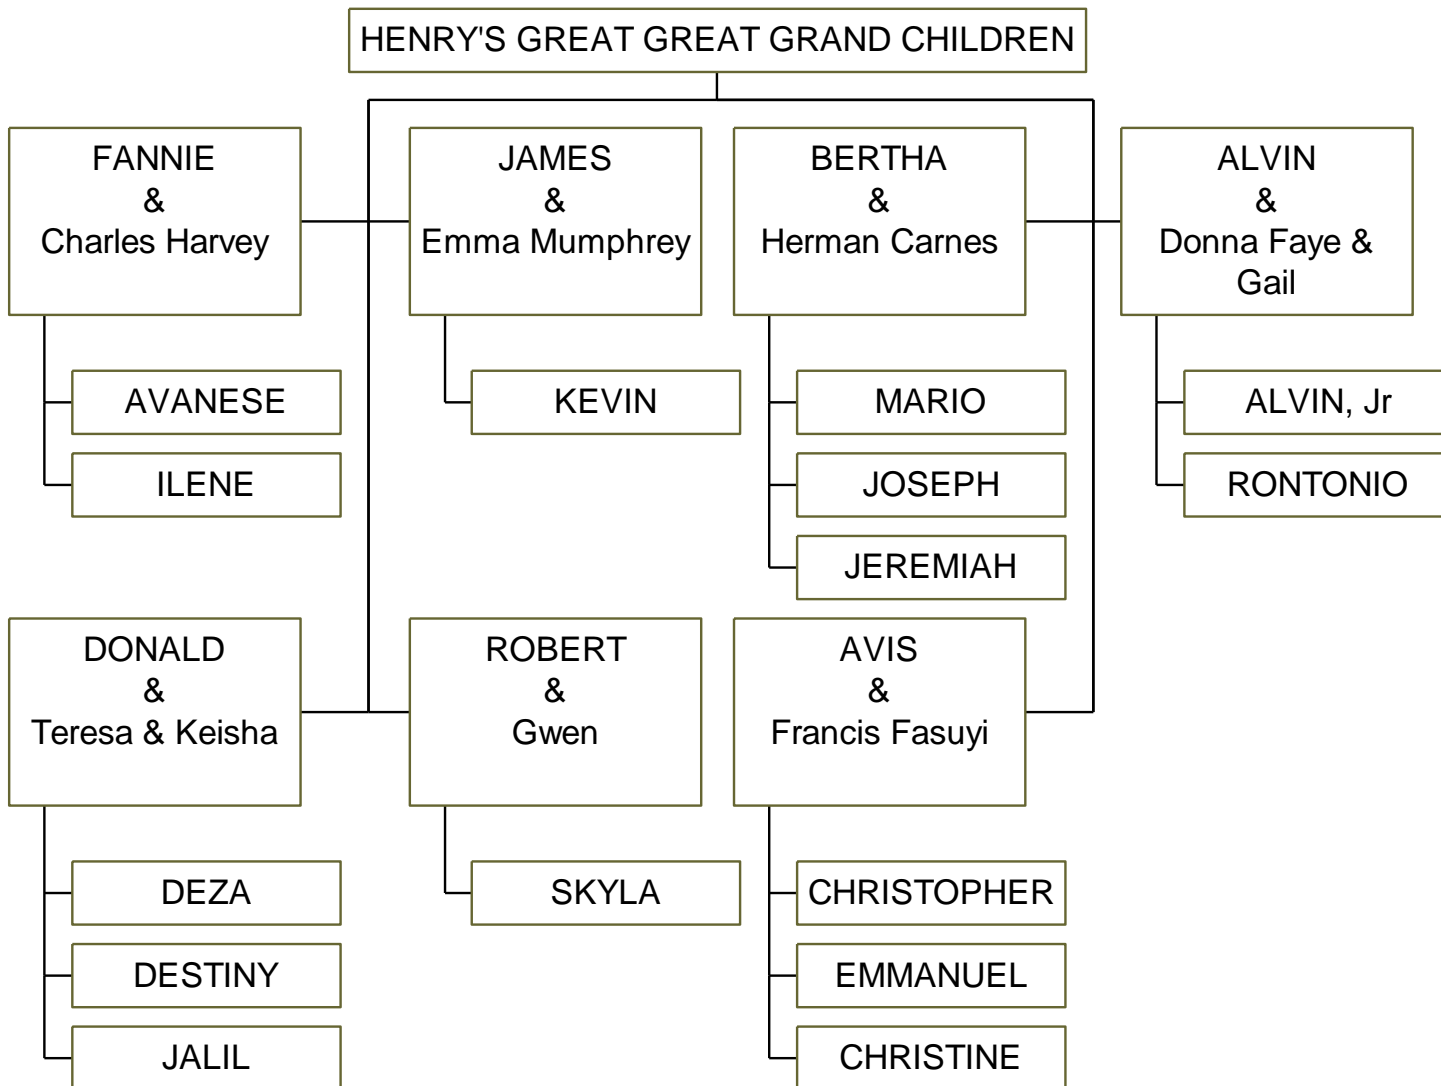 HENRY'S GREAT GREAT GRAND CHILDREN
FANNIE
&
Charles Harvey
JAMES
&
Emma Mumphrey
BERTHA
&
Herman Carnes
ALVIN
&
Donna Faye &
Gail
AVANESE
ILENE
KEVIN
MARIO
JOSEPH
JEREMIAH
ALVIN, Jr
RONTONIO
DONALD
&
Teresa & Keisha
ROBERT
&
Gwen
AVIS
&
Francis Fasuyi
DEZA
DESTINY
JALIL
SKYLA
CHRISTOPHER
EMMANUEL
CHRISTINE